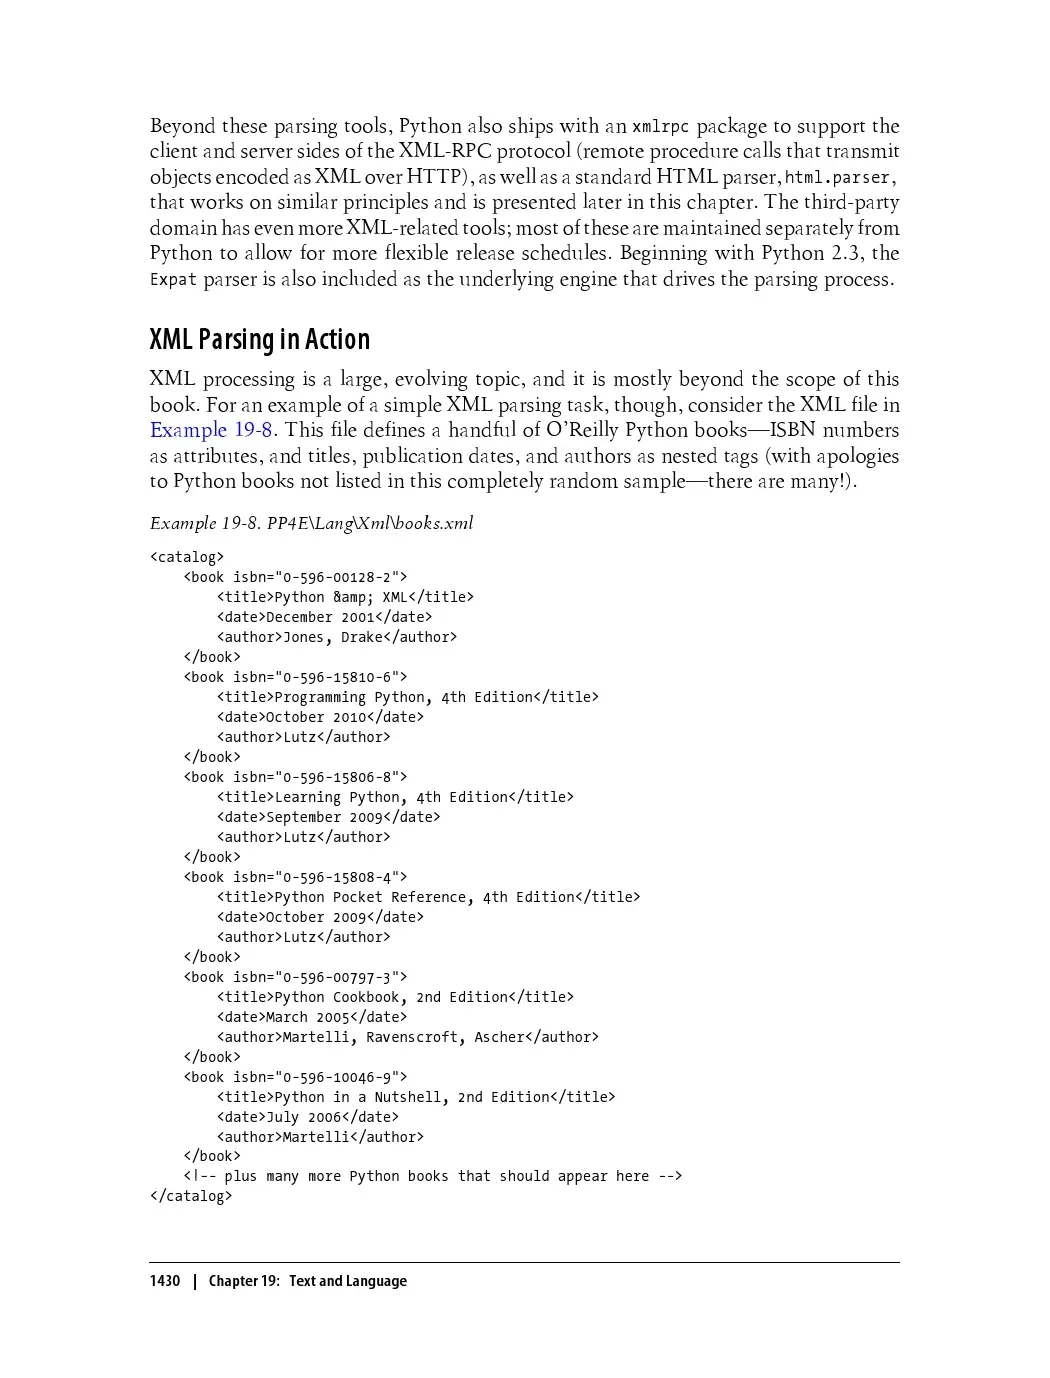 Beyond these parsing tools, Python also ships with an xmlrpc package to support the
client and server sides of the XML-RPC protocol (remote procedure calls that transmit
objects encoded as XML over HTTP), as well as a standard HTML parser, html.parser,
that works on similar principles and is presented later in this chapter. The third-party
domain has even more XML-related tools; most of these are maintained separately from
Python to allow for more flexible release schedules. Beginning with Python 2.3, the
Expat parser is also included as the underlying engine that drives the parsing process.
XML Parsing in Action
XML processing is a large, evolving topic, and it is mostly beyond the scope of this
book. For an example of a simple XML parsing task, though, consider the XML file in
Example 19-8. This file defines a handful of O’Reilly Python books—ISBN numbers
as attributes, and titles, publication dates, and authors as nested tags (with apologies
to Python books not listed in this completely random sample—there are many!).
Example 19-8. PP4E\Lang\Xml\books.xml
<catalog>
    <book isbn="0-596-00128-2">
        <title>Python &amp; XML</title>
        <date>December 2001</date>
        <author>Jones, Drake</author>
    </book>
    <book isbn="0-596-15810-6">
        <title>Programming Python, 4th Edition</title>
        <date>October 2010</date>
        <author>Lutz</author>
    </book>
    <book isbn="0-596-15806-8">
        <title>Learning Python, 4th Edition</title>
        <date>September 2009</date>
        <author>Lutz</author>
    </book>
    <book isbn="0-596-15808-4">
        <title>Python Pocket Reference, 4th Edition</title>
        <date>October 2009</date>
        <author>Lutz</author>
    </book>
    <book isbn="0-596-00797-3">
        <title>Python Cookbook, 2nd Edition</title>
        <date>March 2005</date>
        <author>Martelli, Ravenscroft, Ascher</author>
    </book>
    <book isbn="0-596-10046-9">
        <title>Python in a Nutshell, 2nd Edition</title>
        <date>July 2006</date>
        <author>Martelli</author>
    </book>
    <!-- plus many more Python books that should appear here -->
</catalog>
1430 | Chapter 19: Text and Language